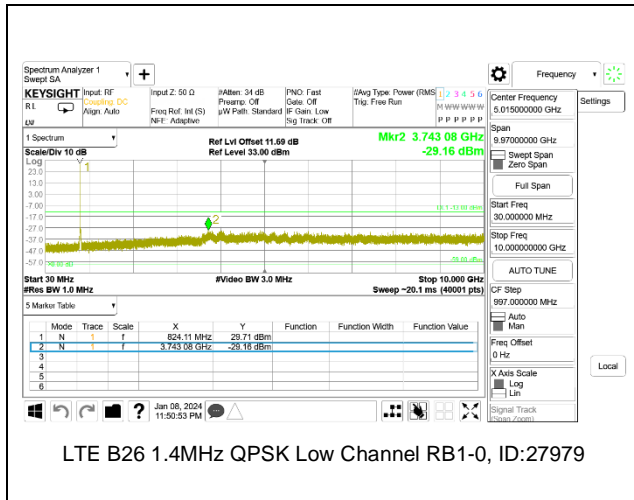 Spectrum Analyzer 1
Swept SA
Frequency
KEYSIGHT Input: RF
Coupling: DC
Align: Auto
RL
Input Z: 50 Ω
Freq Ref: Int (S)
NFE: Adaptive
#Atten: 34 dB
Preamp: Off
µW Path: Standard
PNO: Fast
Gate: Off
IF Gain: Low
Sig Track: Off
#Avg Type: Power (RMS
Trig: Free Run
1 2 3 4 5 6
M W W W W W
P P P P P P
Center Frequency
5.015000000 GHz
Settings
Span
9.97000000 GHz
Swept Span
Zero Span
Full Span
Start Freq
30.000000 MHz
Stop Freq
10.000000000 GHz
AUTO TUNE
CF Step
997.000000 MHz
Auto
Man
Freq Offset
0 Hz
X Axis Scale
Log
Lin
Signal Track
(Span Zoom)
Local
1 Spectrum
Scale/Div 10 dB
Log
Ref Lvl Offset 11.69 dB
Ref Level 33.00 dBm
Mkr2 3.743 08 GHz
-29.16 dBm
23.0
13.0
3.00
-7.00
-17.0
-27.0
-37.0
-47.0
-57.0
1
2
Start 30 MHz
#Res BW 1.0 MHz
#Video BW 3.0 MHz
Stop 10.000 GHz
Sweep ~20.1 ms (40001 pts)
5 Marker Table
Mode Trace Scale X Y Function Function Width Function Value
1 N 1 f 824.11 MHz 29.71 dBm
2 N 1 f 3.743 08 GHz -29.16 dBm
3
4
5
6
Jan 08, 2024
11:50:53 PM
LTE B26 1.4MHz QPSK Low Channel RB1-0, ID:27979